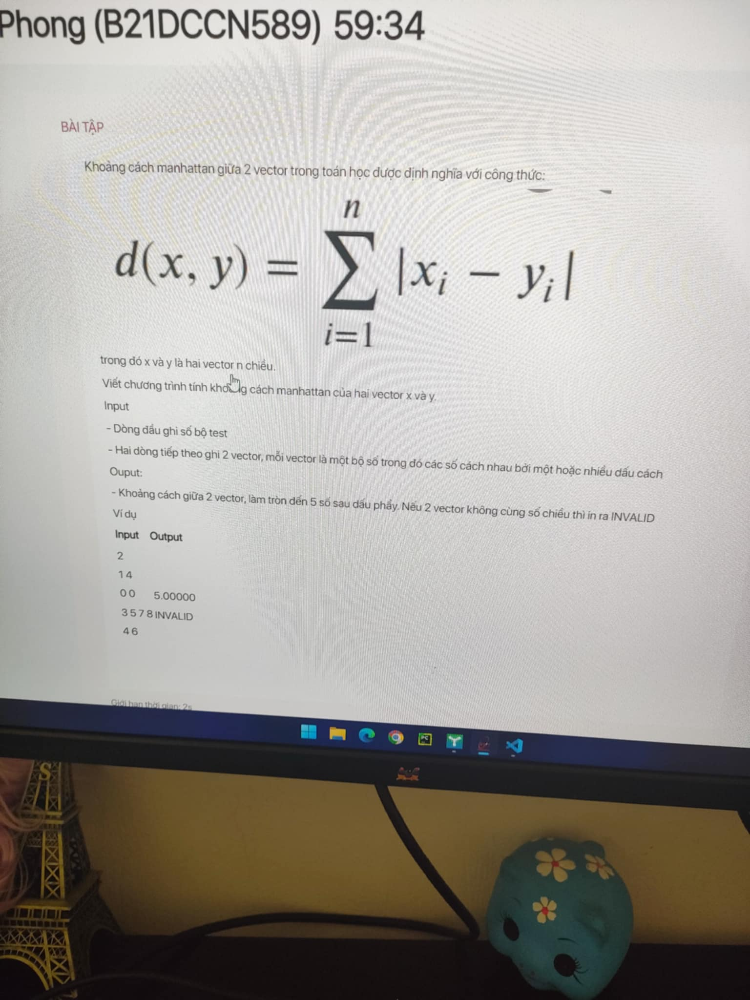 Phong (B21DCCN589) 59:34
BÀI TẬP
Khoảng cách manhattan giữa 2 vector trong toán học được định nghĩa với công thức:
n
d(x, y) = ∑ |xᵢ − yᵢ|
i=1
trong đó x và y là hai vector n chiều.
Viết chương trình tính khoảng cách manhattan của hai vector x và y.
Input
- Dòng đầu ghi số bộ test
- Hai dòng tiếp theo ghi 2 vector, mỗi vector là một bộ số trong đó các số cách nhau bởi một hoặc nhiều dấu cách
Ouput:
- Khoảng cách giữa 2 vector, làm tròn đến 5 số sau dấu phẩy. Nếu 2 vector không cùng số chiều thì in ra INVALID
Ví dụ
Input Output
2
1 4
0 0 5.00000
3 5 7 8 INVALID
4 6
Giới hạn thời gian: 2s
PC
S